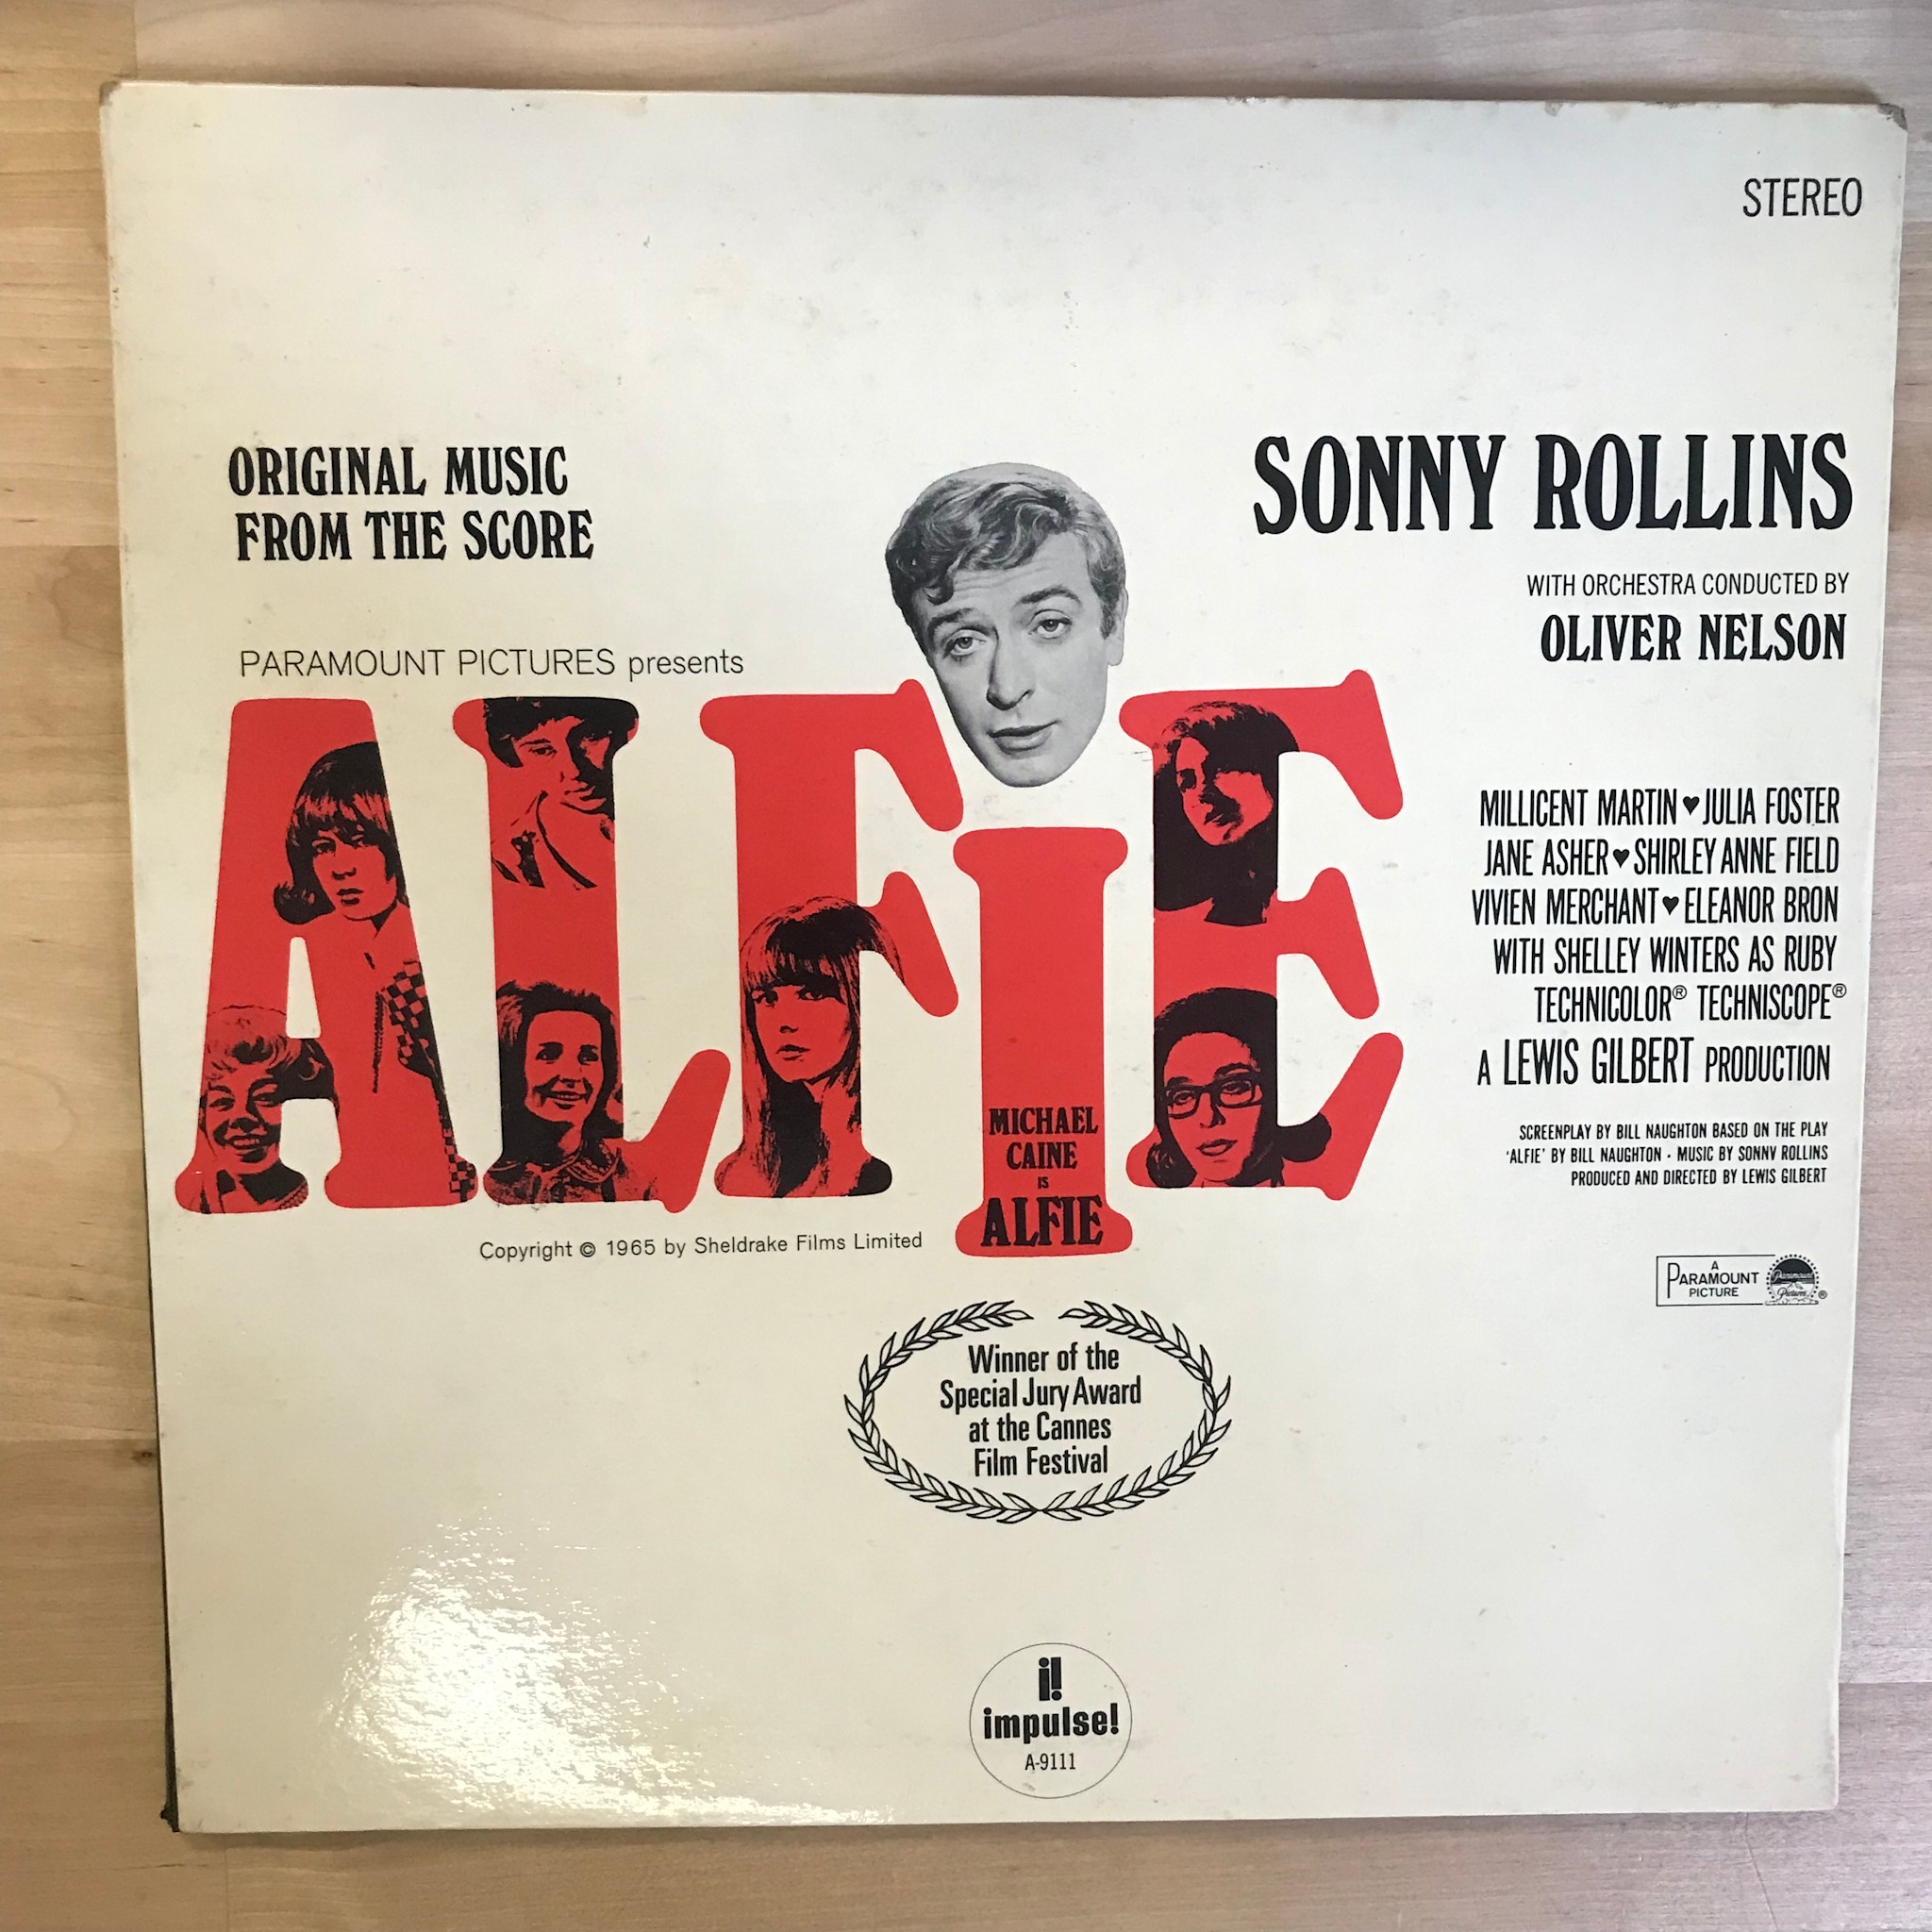 STEREO
ORIGINAL MUSIC
FROM THE SCORE
SONNY ROLLINS
WITH ORCHESTRA CONDUCTED BY
OLIVER NELSON
PARAMOUNT PICTURES presents
ALFIE
MICHAEL
CAINE
IS
ALFIE
Copyright © 1965 by Sheldrake Films Limited
MILLICENT MARTIN♥JULIA FOSTER
JANE ASHER♥SHIRLEY ANNE FIELD
VIVIEN MERCHANT♥ELEANOR BRON
WITH SHELLEY WINTERS AS RUBY
TECHNICOLOR® TECHNISCOPE®
A LEWIS GILBERT PRODUCTION
SCREENPLAY BY BILL NAUGHTON BASED ON THE PLAY
'ALFIE' BY BILL NAUGHTON · MUSIC BY SONNY ROLLINS
PRODUCED AND DIRECTED BY LEWIS GILBERT
A
PARAMOUNT
PICTURE
Paramount
Pictures
®
Winner of the
Special Jury Award
at the Cannes
Film Festival
i!
impulse!
A-9111